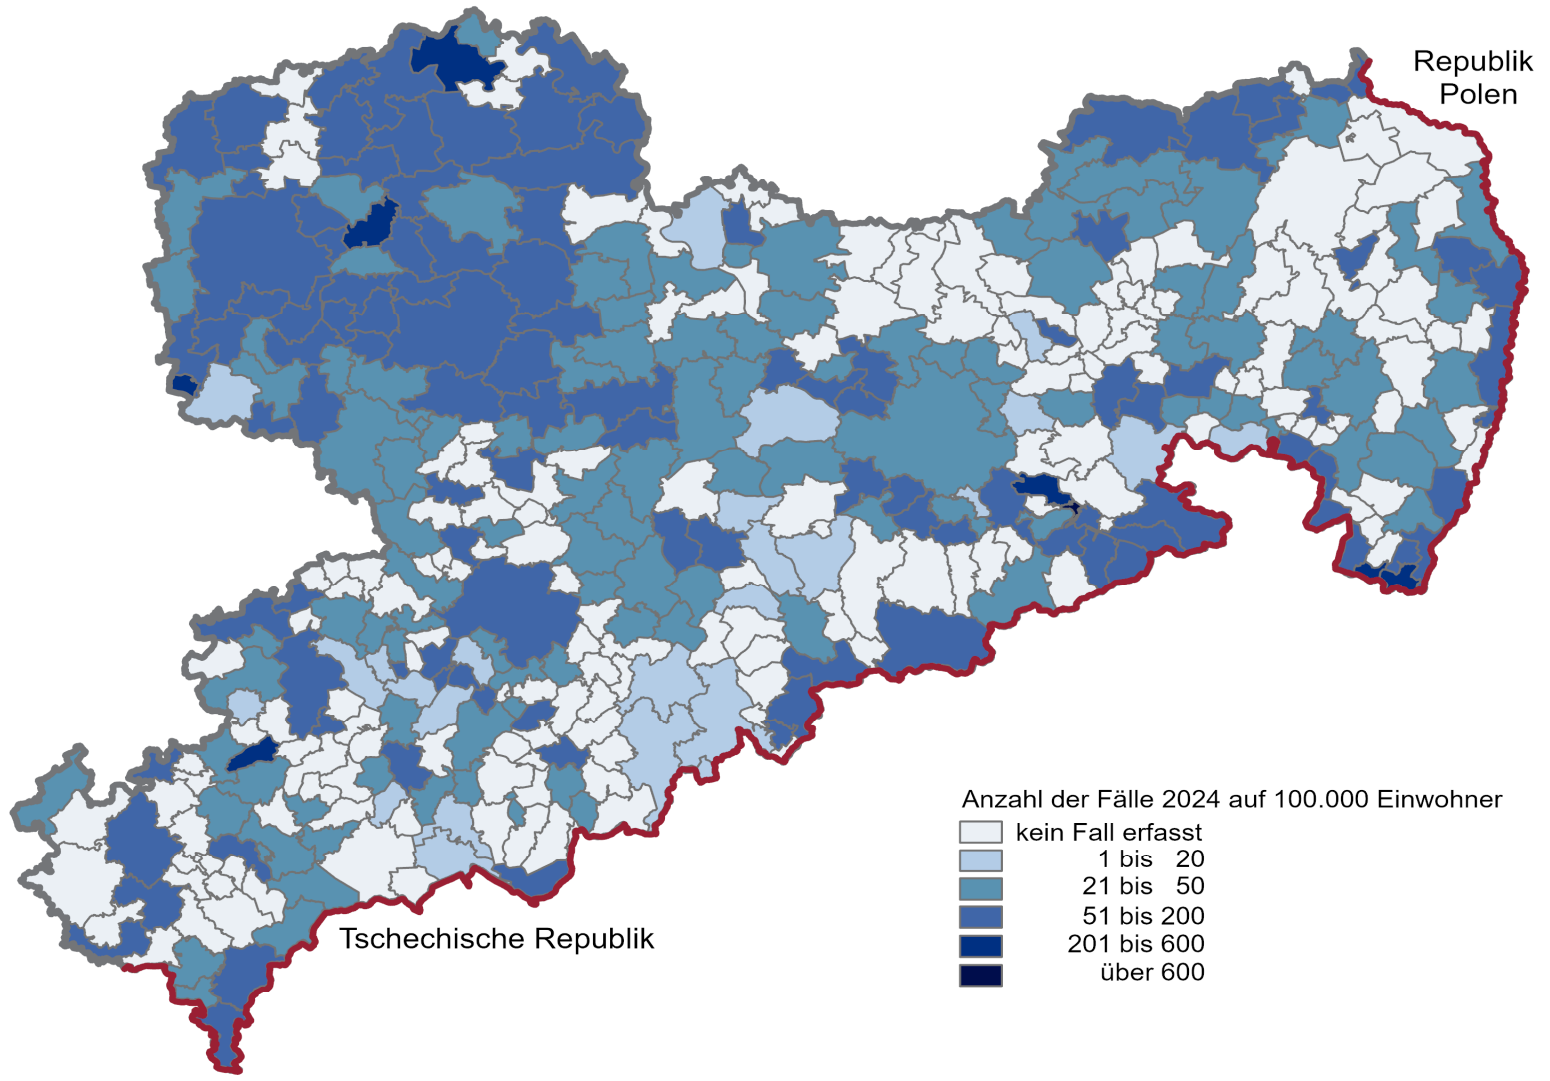 Republik
Polen
Anzahl der Fälle 2024 auf 100.000 Einwohner
kein Fall erfasst
1 bis 20
21 bis 50
51 bis 200
201 bis 600
über 600
Tschechische Republik